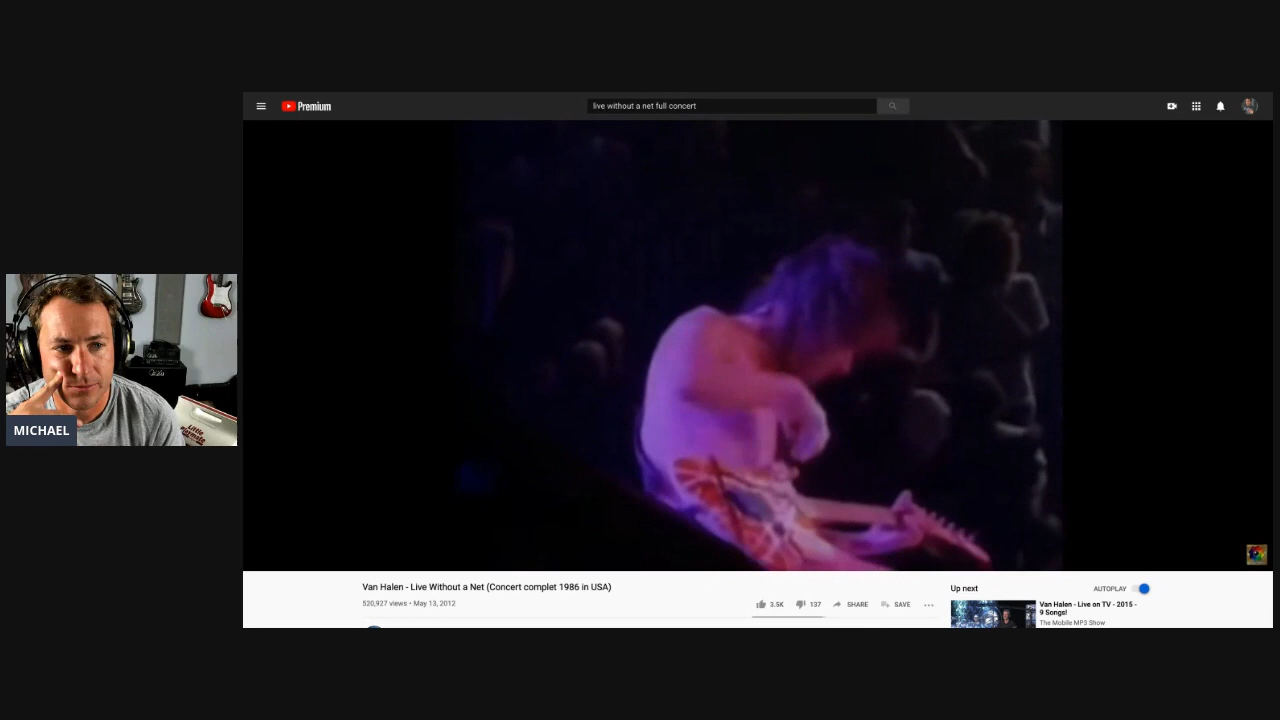 Premium
live without a net full concert
MICHAEL
Van Halen - Live Without a Net (Concert complet 1986 in USA)
520,927 views • May 13, 2012
3.5K
137
SHARE
SAVE
Up next
AUTOPLAY
Van Halen - Live on TV - 2015 -
9 Songs!
The Mobile MP3 Show